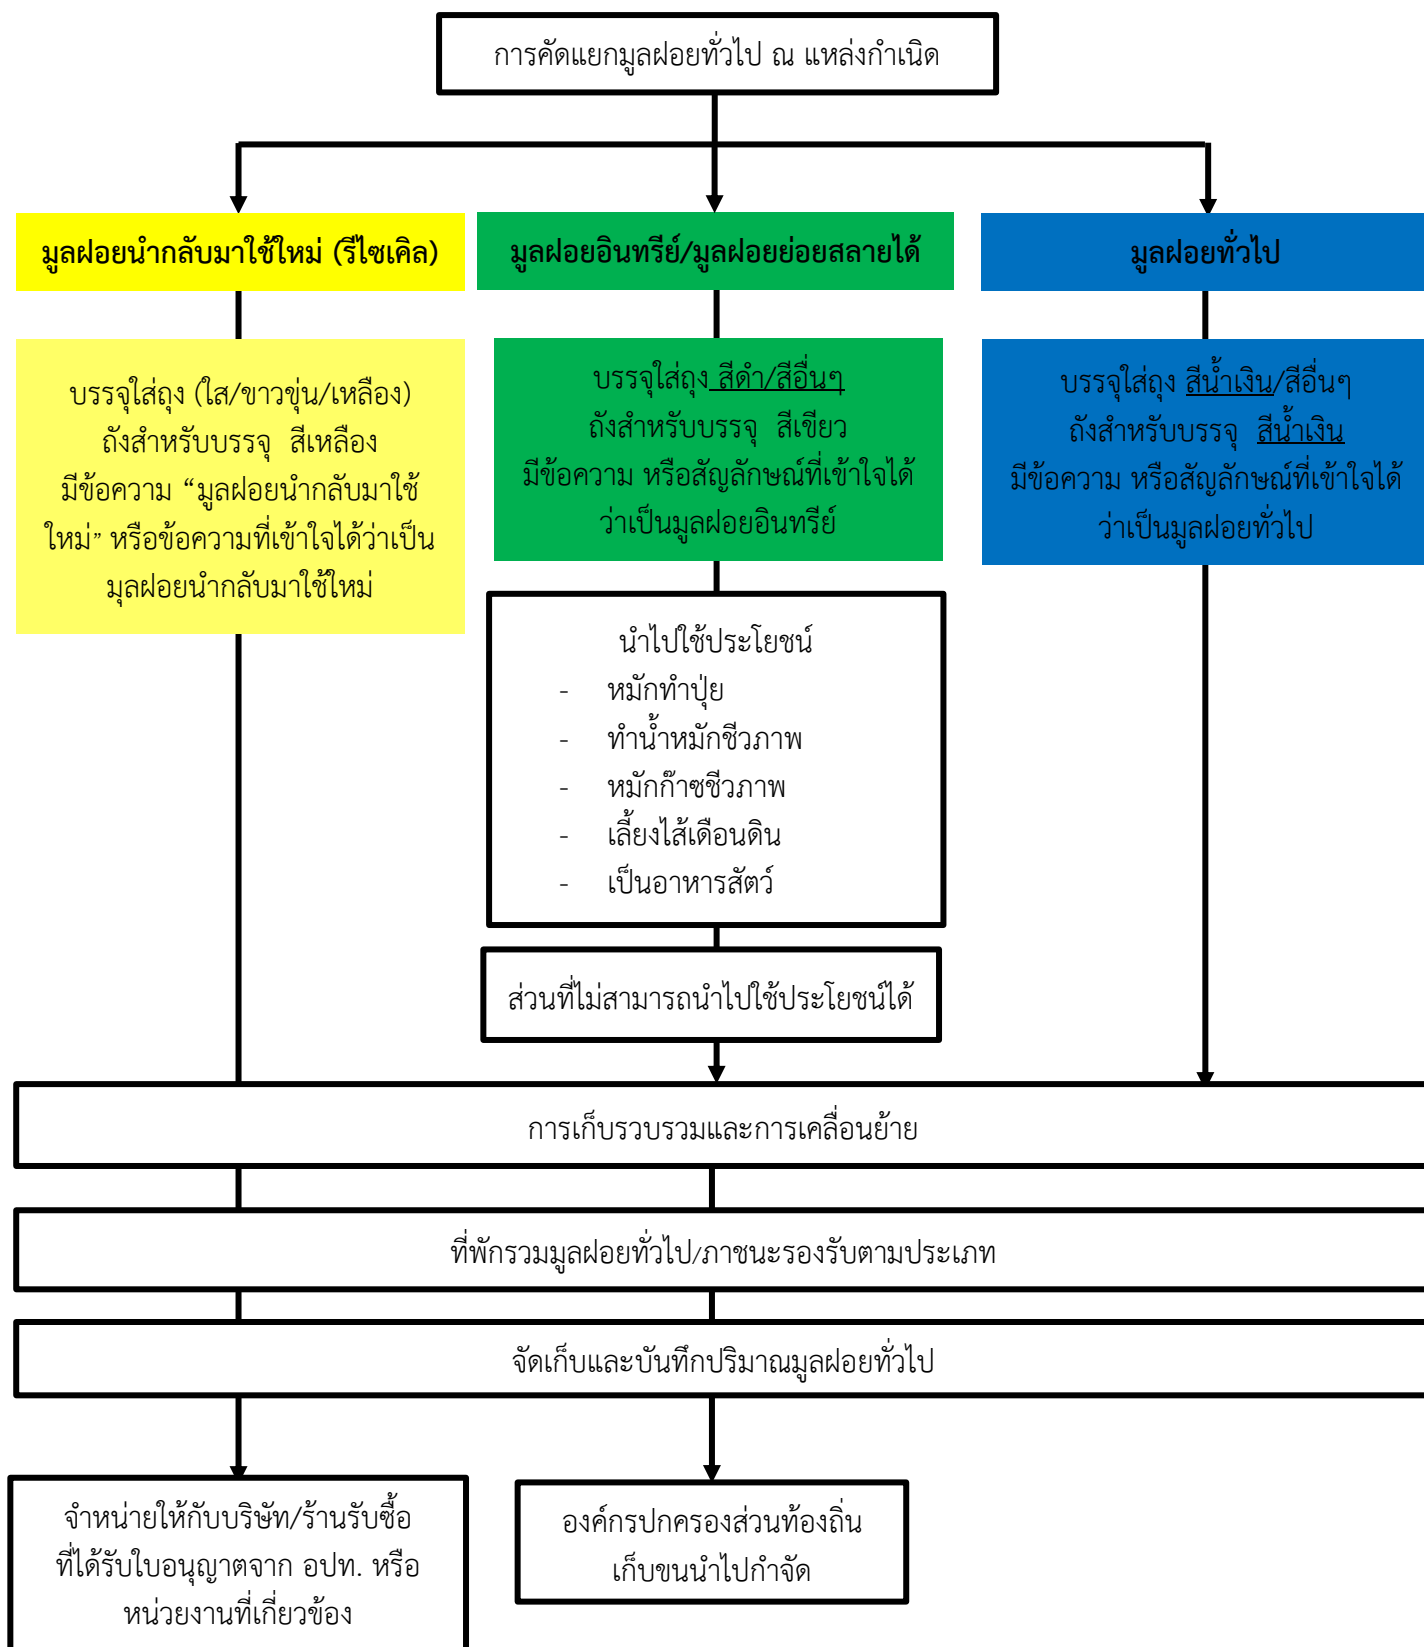 การคัดแยกมูลฝอยทั่วไป ณ แหล่งกำเนิด
มูลฝอยนำกลับมาใช้ใหม่ (รีไซเคิล)
มูลฝอยอินทรีย์/มูลฝอยย่อยสลายได้
มูลฝอยทั่วไป
บรรจุใส่ถุง (ใส/ขาวขุ่น/เหลือง)
ถังสำหรับบรรจุ สีเหลือง
มีข้อความ “มูลฝอยนำกลับมาใช้
ใหม่” หรือข้อความที่เข้าใจได้ว่าเป็น
มุลฝอยนำกลับมาใช้ใหม่
บรรจุใส่ถุง สีดำ/สีอื่นๆ
ถังสำหรับบรรจุ สีเขียว
มีข้อความ หรือสัญลักษณ์ที่เข้าใจได้
ว่าเป็นมูลฝอยอินทรีย์
บรรจุใส่ถุง สีน้ำเงิน/สีอื่นๆ
ถังสำหรับบรรจุ สีน้ำเงิน
มีข้อความ หรือสัญลักษณ์ที่เข้าใจได้
ว่าเป็นมูลฝอยทั่วไป
นำไปใช้ประโยชน์
- หมักทำปุ่ย
- ทำน้ำหมักชีวภาพ
- หมักก๊าซชีวภาพ
- เลี้ยงไส้เดือนดิน
- เป็นอาหารสัตว์
ส่วนที่ไม่สามารถนำไปใช้ประโยชน์ได้
การเก็บรวบรวมและการเคลื่อนย้าย
ที่พักรวมมูลฝอยทั่วไป/ภาชนะรองรับตามประเภท
จัดเก็บและบันทึกปริมาณมูลฝอยทั่วไป
จำหน่ายให้กับบริษัท/ร้านรับซื้อ
ที่ได้รับใบอนุญาตจาก อปท. หรือ
หน่วยงานที่เกี่ยวข้อง
องค์กรปกครองส่วนท้องถิ่น
เก็บขนนำไปกำจัด